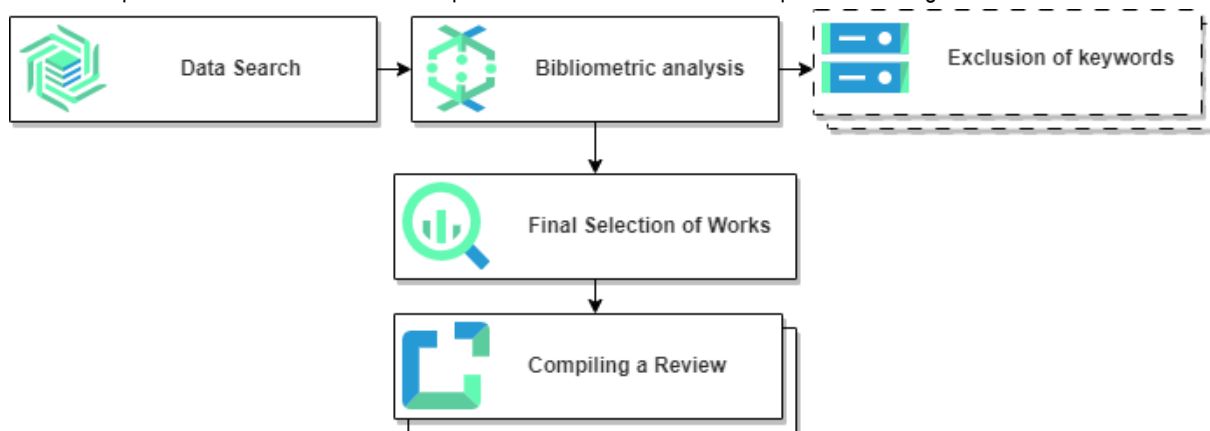 Data Search
Bibliometric analysis
Exclusion of keywords
Final Selection of Works
Compiling a Review